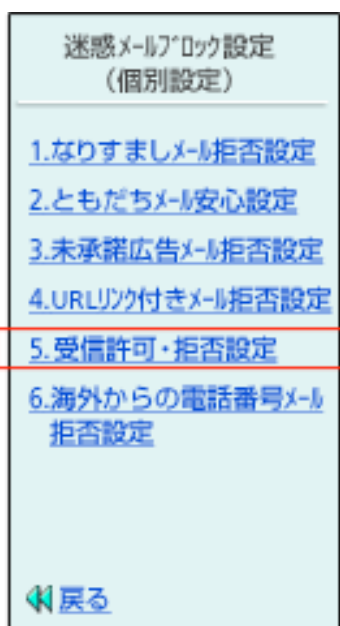 迷惑ﾒｰﾙﾌﾞﾛｯｸ設定
（個別設定）
1.なりすましﾒｰﾙ拒否設定
2.ともだちﾒｰﾙ安心設定
3.未承諾広告ﾒｰﾙ拒否設定
4.URLﾘﾝｸ付きﾒｰﾙ拒否設定
5.受信許可・拒否設定
6.海外からの電話番号ﾒｰﾙ
拒否設定
戻る